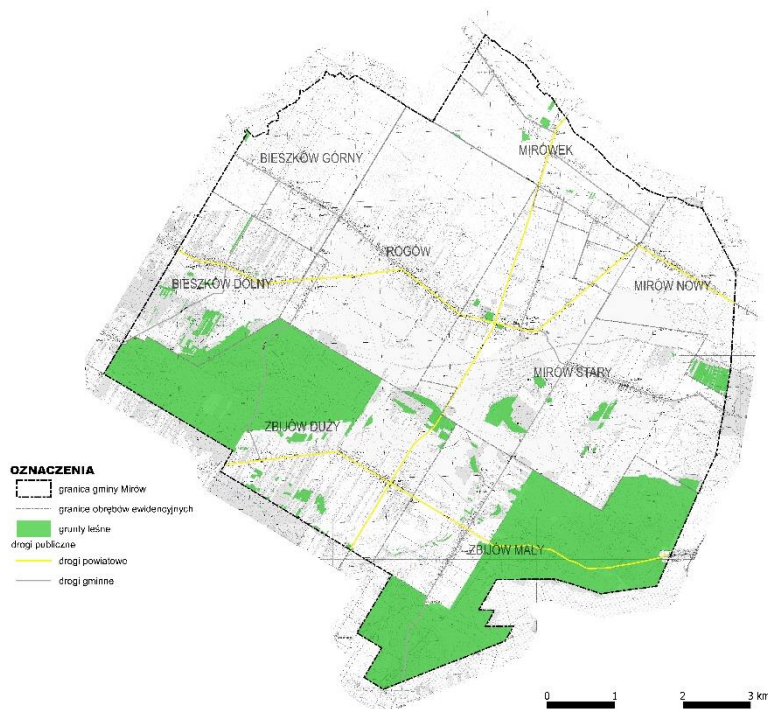 MIRÓWEK
BIESZKÓW GÓRNY
ROGÓW
BIESZKÓW DOLNY
MIRÓW NOWY
MIRÓW STARY
ZBIJÓW DUŻY
ZBIJÓW MAŁY
OZNACZENIA
granica gminy Mirów
granice obrębów ewidencyjnych
grunty leśne
drogi publiczne
drogi powiatowe
drogi gminne
0 1 2 3 km